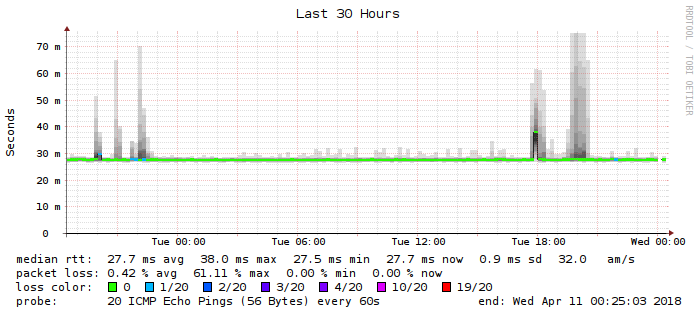 Last 30 Hours
RRDTOOL / TOBI OETIKER
Seconds
70 m
60 m
50 m
40 m
30 m
20 m
10 m
0
Tue 00:00 Tue 06:00 Tue 12:00 Tue 18:00 Wed 00:00
median rtt: 27.7 ms avg 38.0 ms max 27.5 ms min 27.7 ms now 0.9 ms sd 32.0 am/s
packet loss: 0.42 % avg 61.11 % max 0.00 % min 0.00 % now
loss color: 0 1/20 2/20 3/20 4/20 10/20 19/20
probe: 20 ICMP Echo Pings (56 Bytes) every 60s end: Wed Apr 11 00:25:03 2018